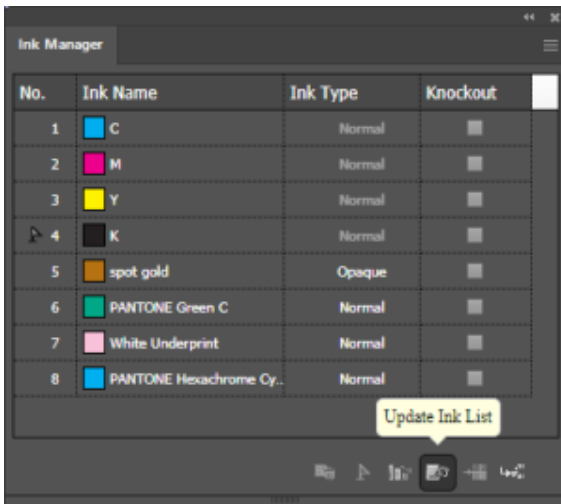 Ink Manager
No. Ink Name Ink Type Knockout
1 C Normal
2 M Normal
3 Y Normal
4 K Normal
5 spot gold Opaque
6 PANTONE Green C Normal
7 White Underprint Normal
8 PANTONE Hexachrome Cy.. Normal
Update Ink List